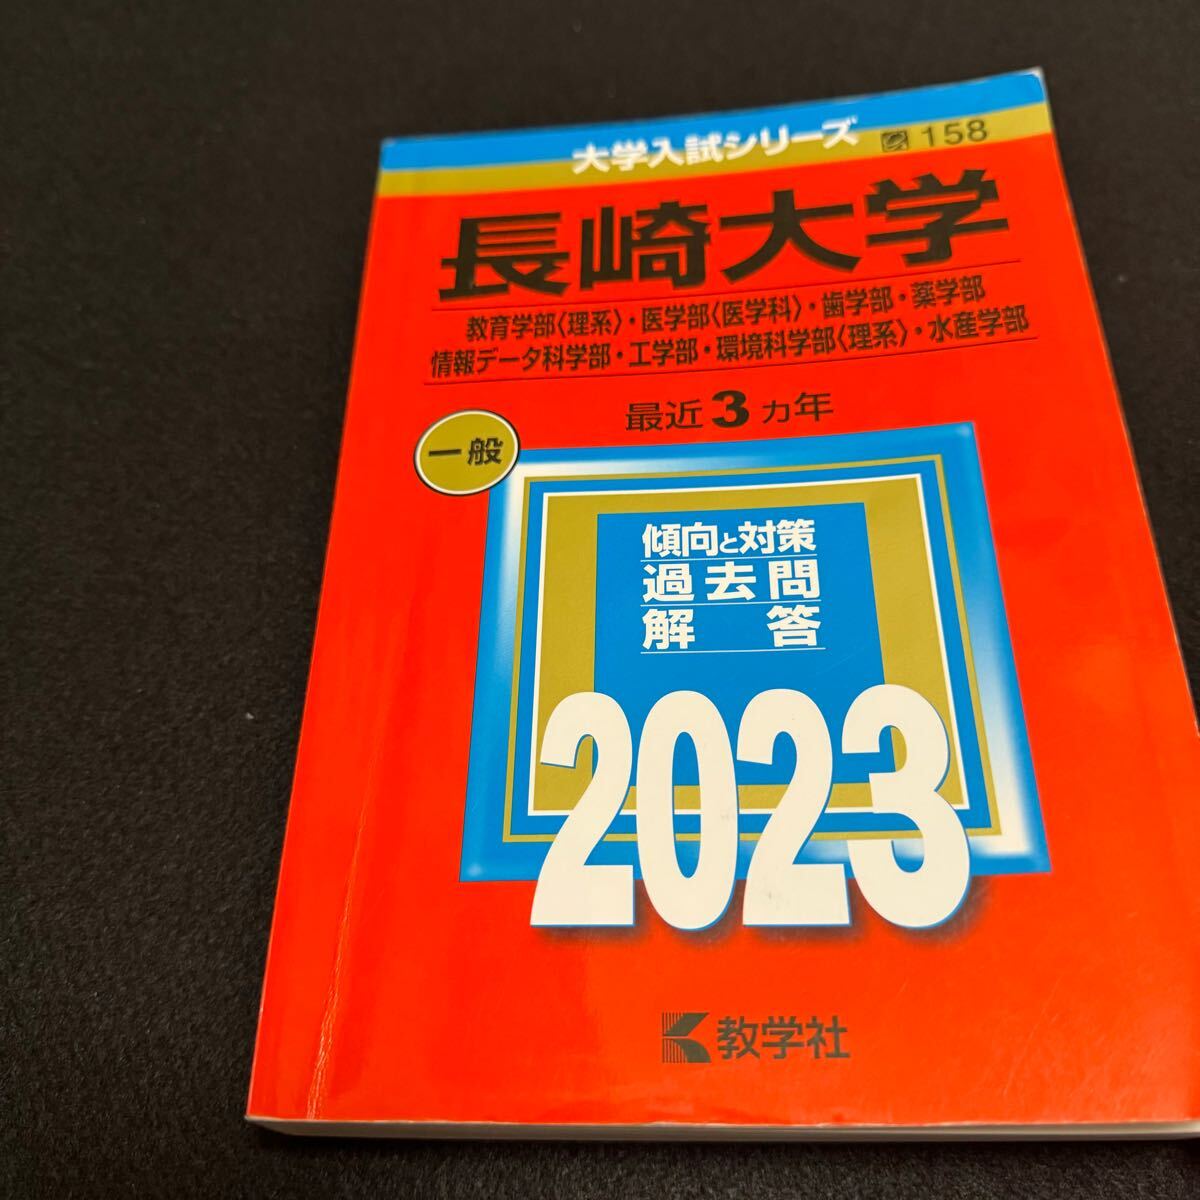 大学入試シリーズ 158
長崎大学
教育学部〈理系〉・医学部〈医学科〉・歯学部・薬学部
情報データ科学部・工学部・環境科学部〈理系〉・水産学部
最近3カ年
一般
傾向と対策
過去問
解答
2023
教学社